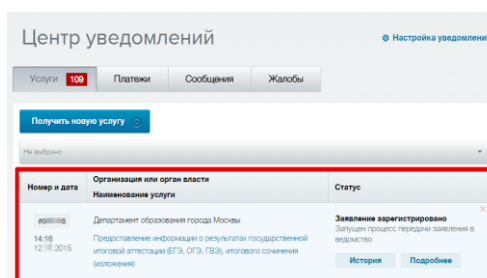 Центр уведомлений
Настройка уведомлени
Услуги 109 Платежи Сообщения Жалобы
Получить новую услугу
Не выбрано
Номер и дата
Организация или орган власти
Наименование услуги
Статус
14:16
12 2015
Департамент образования города Москвы
Предоставление информации о результатах государственной
итоговой аттестации (ЕГЭ, ОГЭ, ГВЭ), итогового сочинения
(изложения)
Заявление зарегистрировано
Запущен процесс передачи заявления в
ведомство
История Подробнее